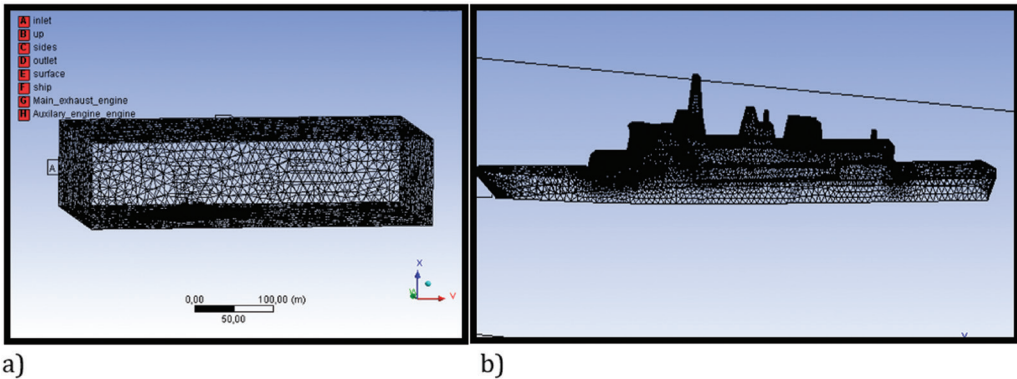 A inlet
B up
C sides
D outlet
E surface
F ship
G Main_exhaust_engine
H Auxilary_engine_engine
A
X
Y
0,00 100,00 (m)
50,00
a)
b)